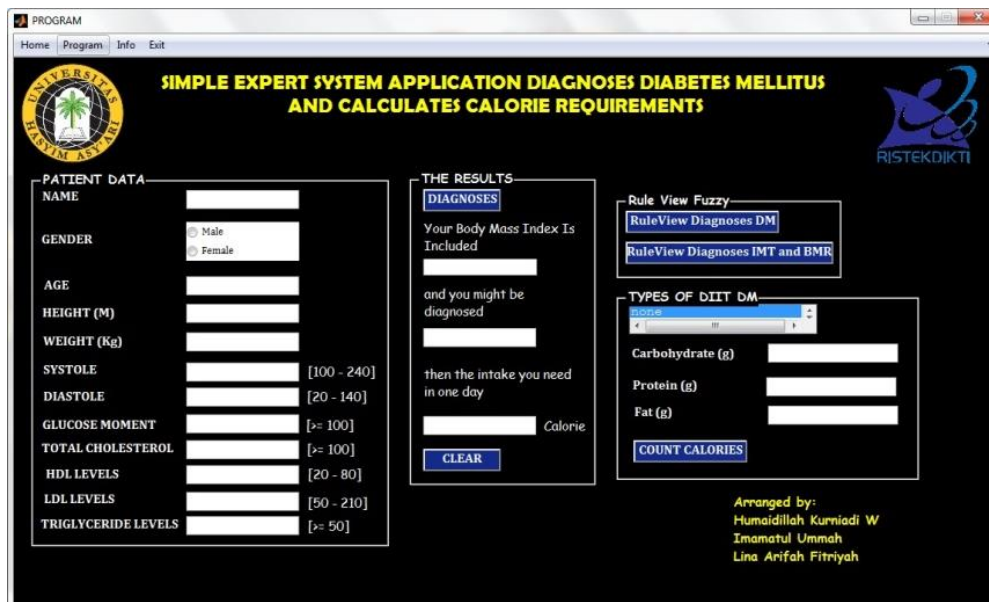 PROGRAM
Home Program Info Exit
UNIVERSITAS
HASYIM ASY'ARI
SIMPLE EXPERT SYSTEM APPLICATION DIAGNOSES DIABETES MELLITUS
AND CALCULATES CALORIE REQUIREMENTS
RISTEKDIKTI
PATIENT DATA
NAME
GENDER
Male
Female
AGE
HEIGHT (M)
WEIGHT (Kg)
SYSTOLE [100 - 240]
DIASTOLE [20 - 140]
GLUCOSE MOMENT [>= 100]
TOTAL CHOLESTEROL [>= 100]
HDL LEVELS [20 - 80]
LDL LEVELS [50 - 210]
TRIGLYCERIDE LEVELS [>= 50]
THE RESULTS
DIAGNOSES
Your Body Mass Index Is
Included
and you might be
diagnosed
then the intake you need
in one day
Calorie
CLEAR
Rule View Fuzzy
RuleView Diagnoses DM
RuleView Diagnoses IMT and BMR
TYPES OF DIIT DM
none
Carbohydrate (g)
Protein (g)
Fat (g)
COUNT CALORIES
Arranged by:
Humaidillah Kurniadi W
Imamatul Ummah
Lina Arifah Fitriyah